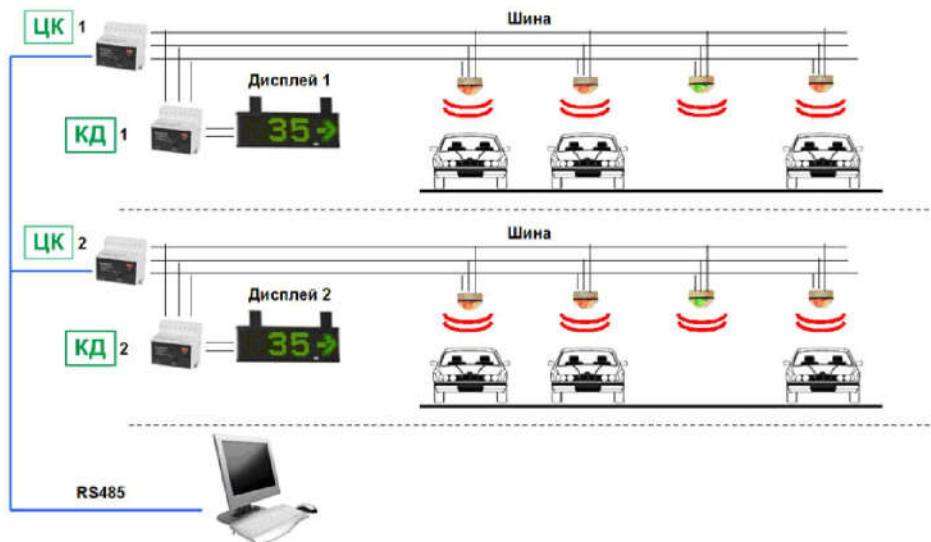 ЦК 1
Шина
Дисплей 1
35
КД 1
ЦК 2
Шина
Дисплей 2
35
КД 2
RS485